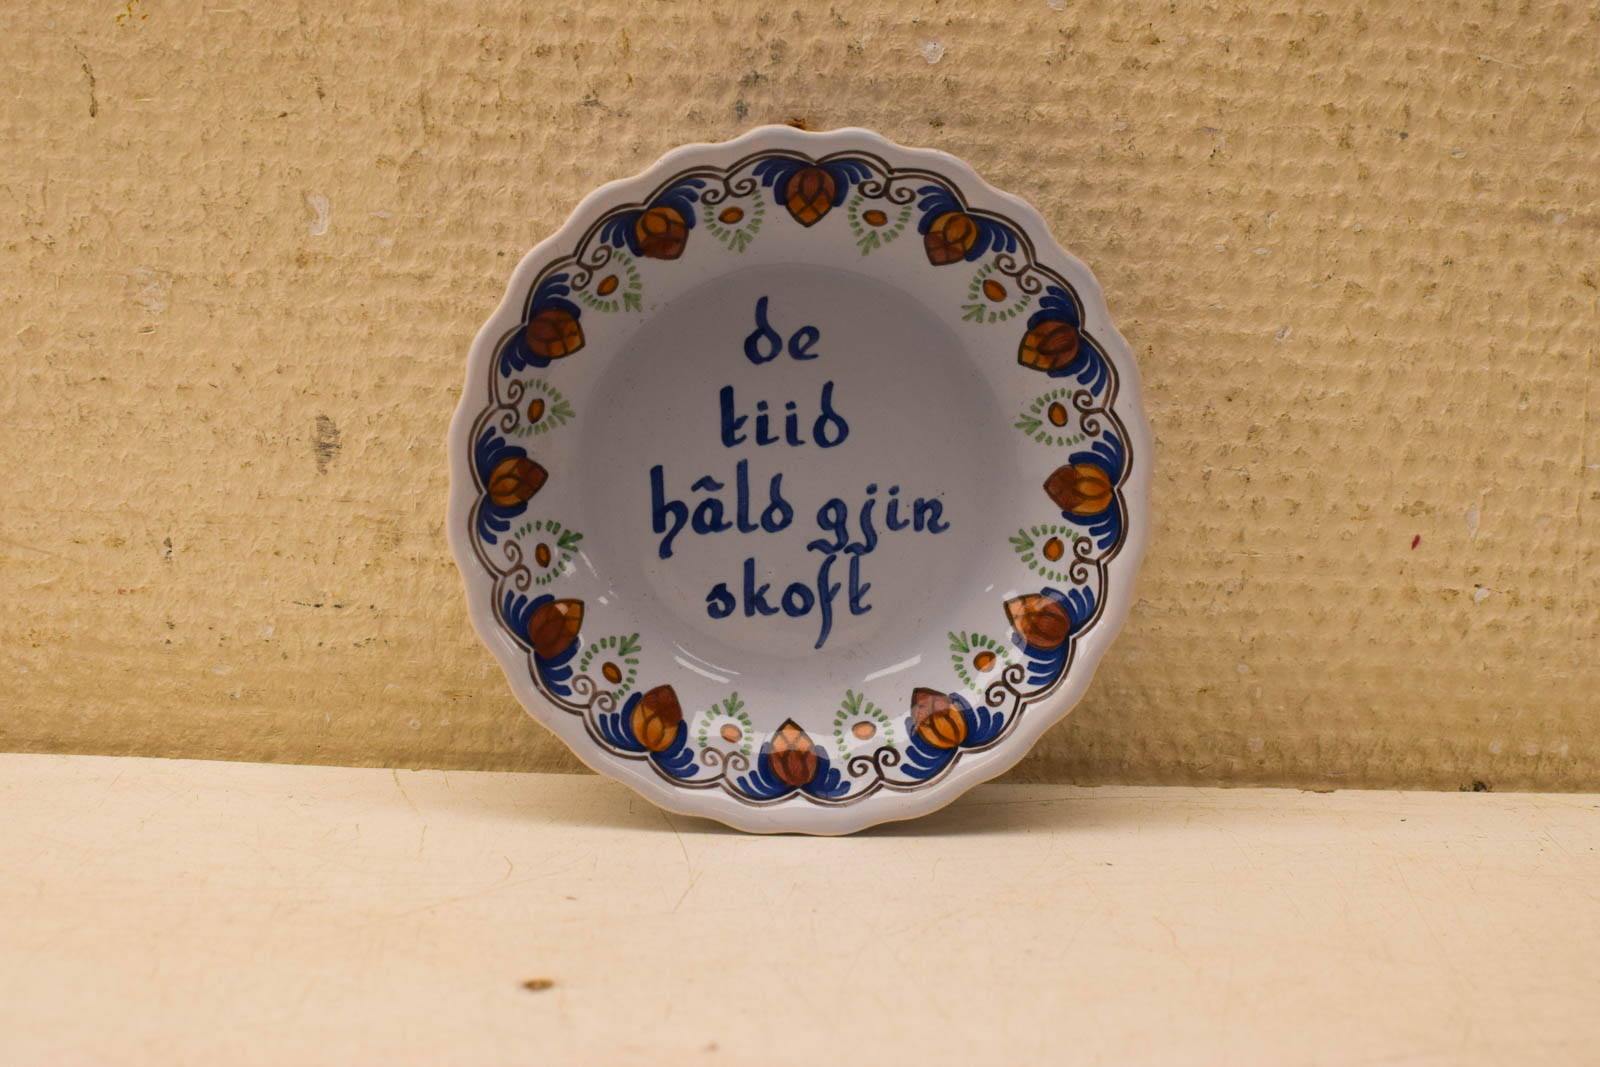 de
tiid
hâld gjin
skoft